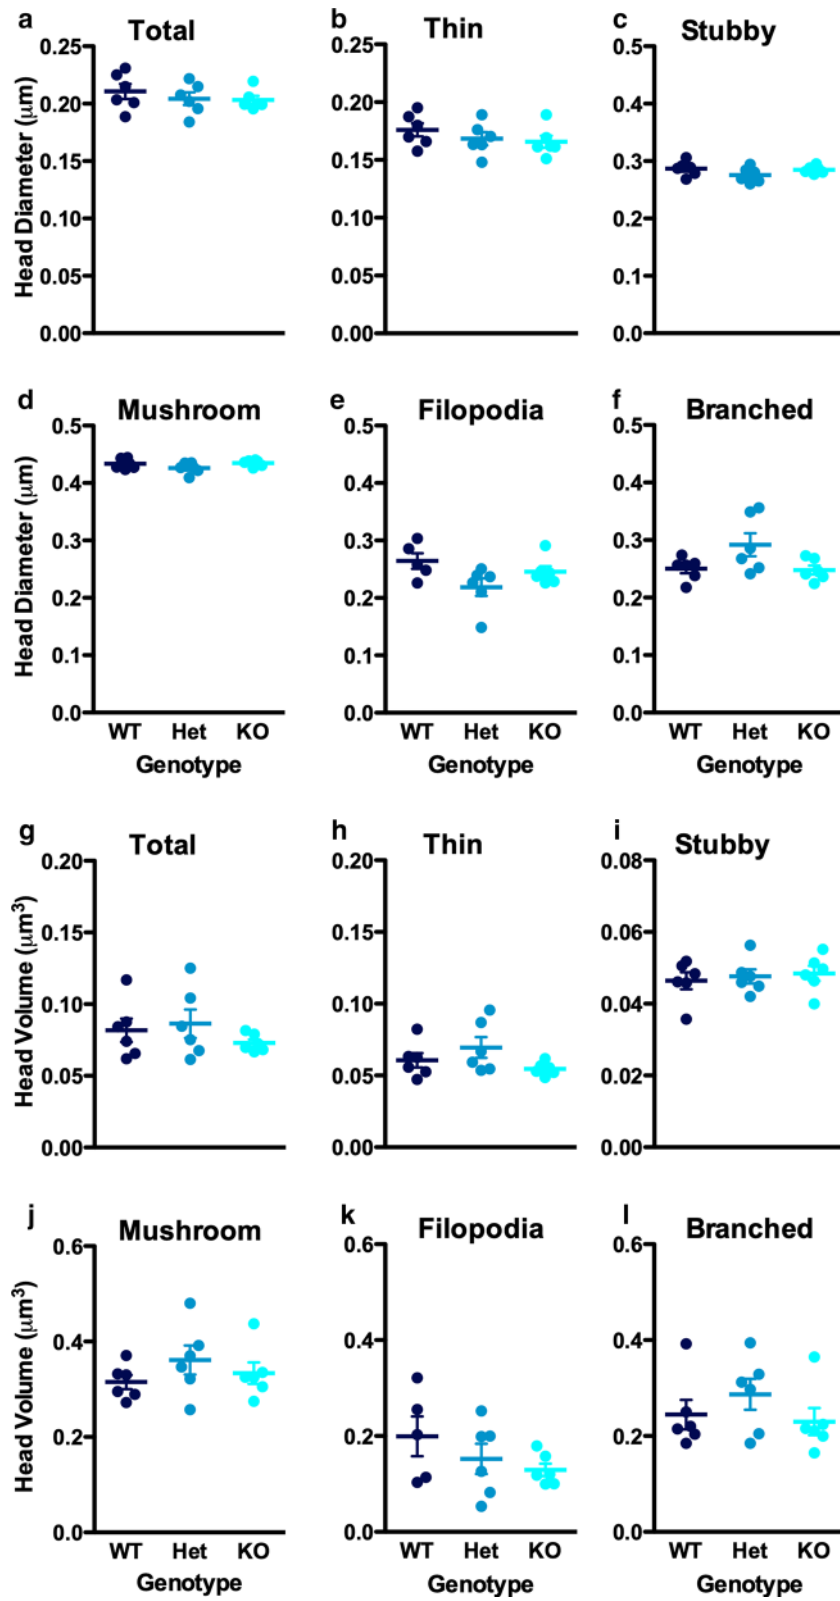 a Total
b Thin
c Stubby
Head Diameter (μm)
0.25
0.20
0.15
0.10
0.05
0.00
0.25
0.20
0.15
0.10
0.05
0.00
0.5
0.4
0.3
0.2
0.1
0.0
d Mushroom
e Filopodia
f Branched
Head Diameter (μm)
0.5
0.4
0.3
0.2
0.1
0.0
0.5
0.4
0.3
0.2
0.1
0.0
0.5
0.4
0.3
0.2
0.1
0.0
WT Het KO
WT Het KO
WT Het KO
Genotype
Genotype
Genotype
g Total
h Thin
i Stubby
Head Volume (μm³)
0.20
0.15
0.10
0.05
0.00
0.20
0.15
0.10
0.05
0.00
0.08
0.06
0.04
0.02
0.00
j Mushroom
k Filopodia
l Branched
Head Volume (μm³)
0.6
0.4
0.2
0.0
0.6
0.4
0.2
0.0
0.6
0.4
0.2
0.0
WT Het KO
WT Het KO
WT Het KO
Genotype
Genotype
Genotype